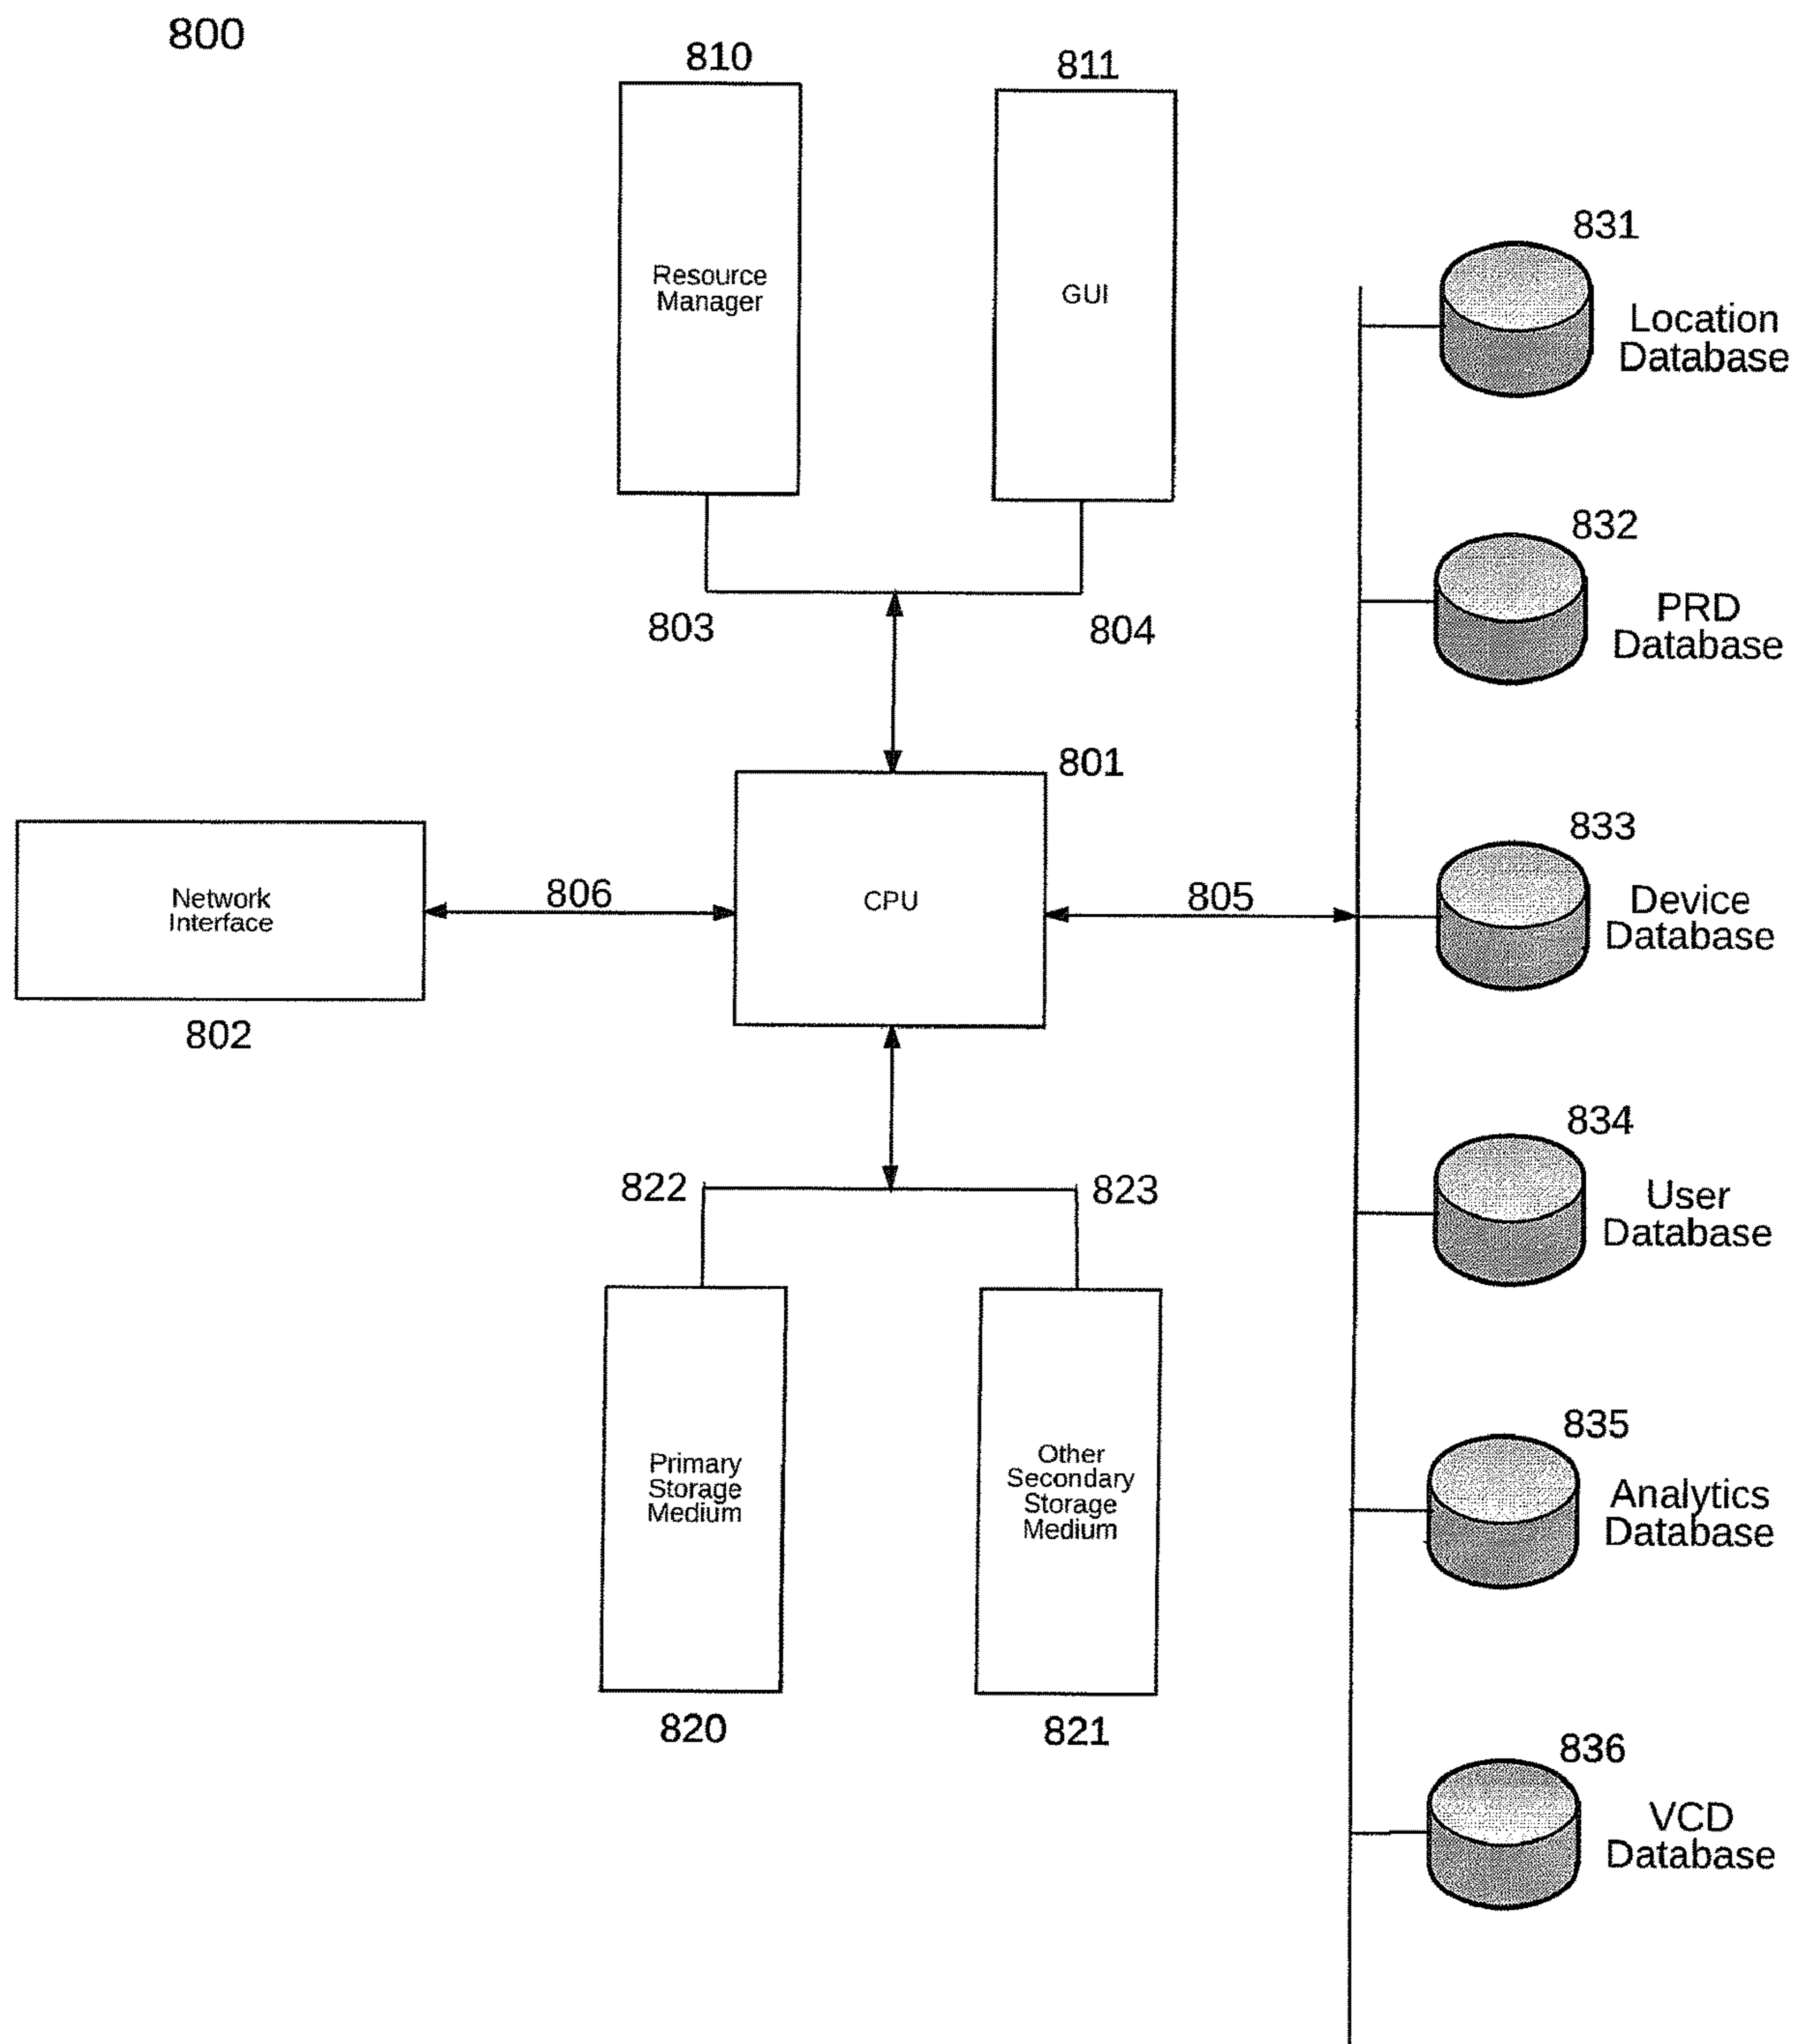 800
810
811
Resource
Manager
GUI
831
Location
Database
832
PRD
Database
803
804
801
CPU
Network
Interface
802
806
805
833
Device
Database
834
User
Database
822
823
Primary
Storage
Medium
820
Other
Secondary
Storage
Medium
821
835
Analytics
Database
836
VCD
Database